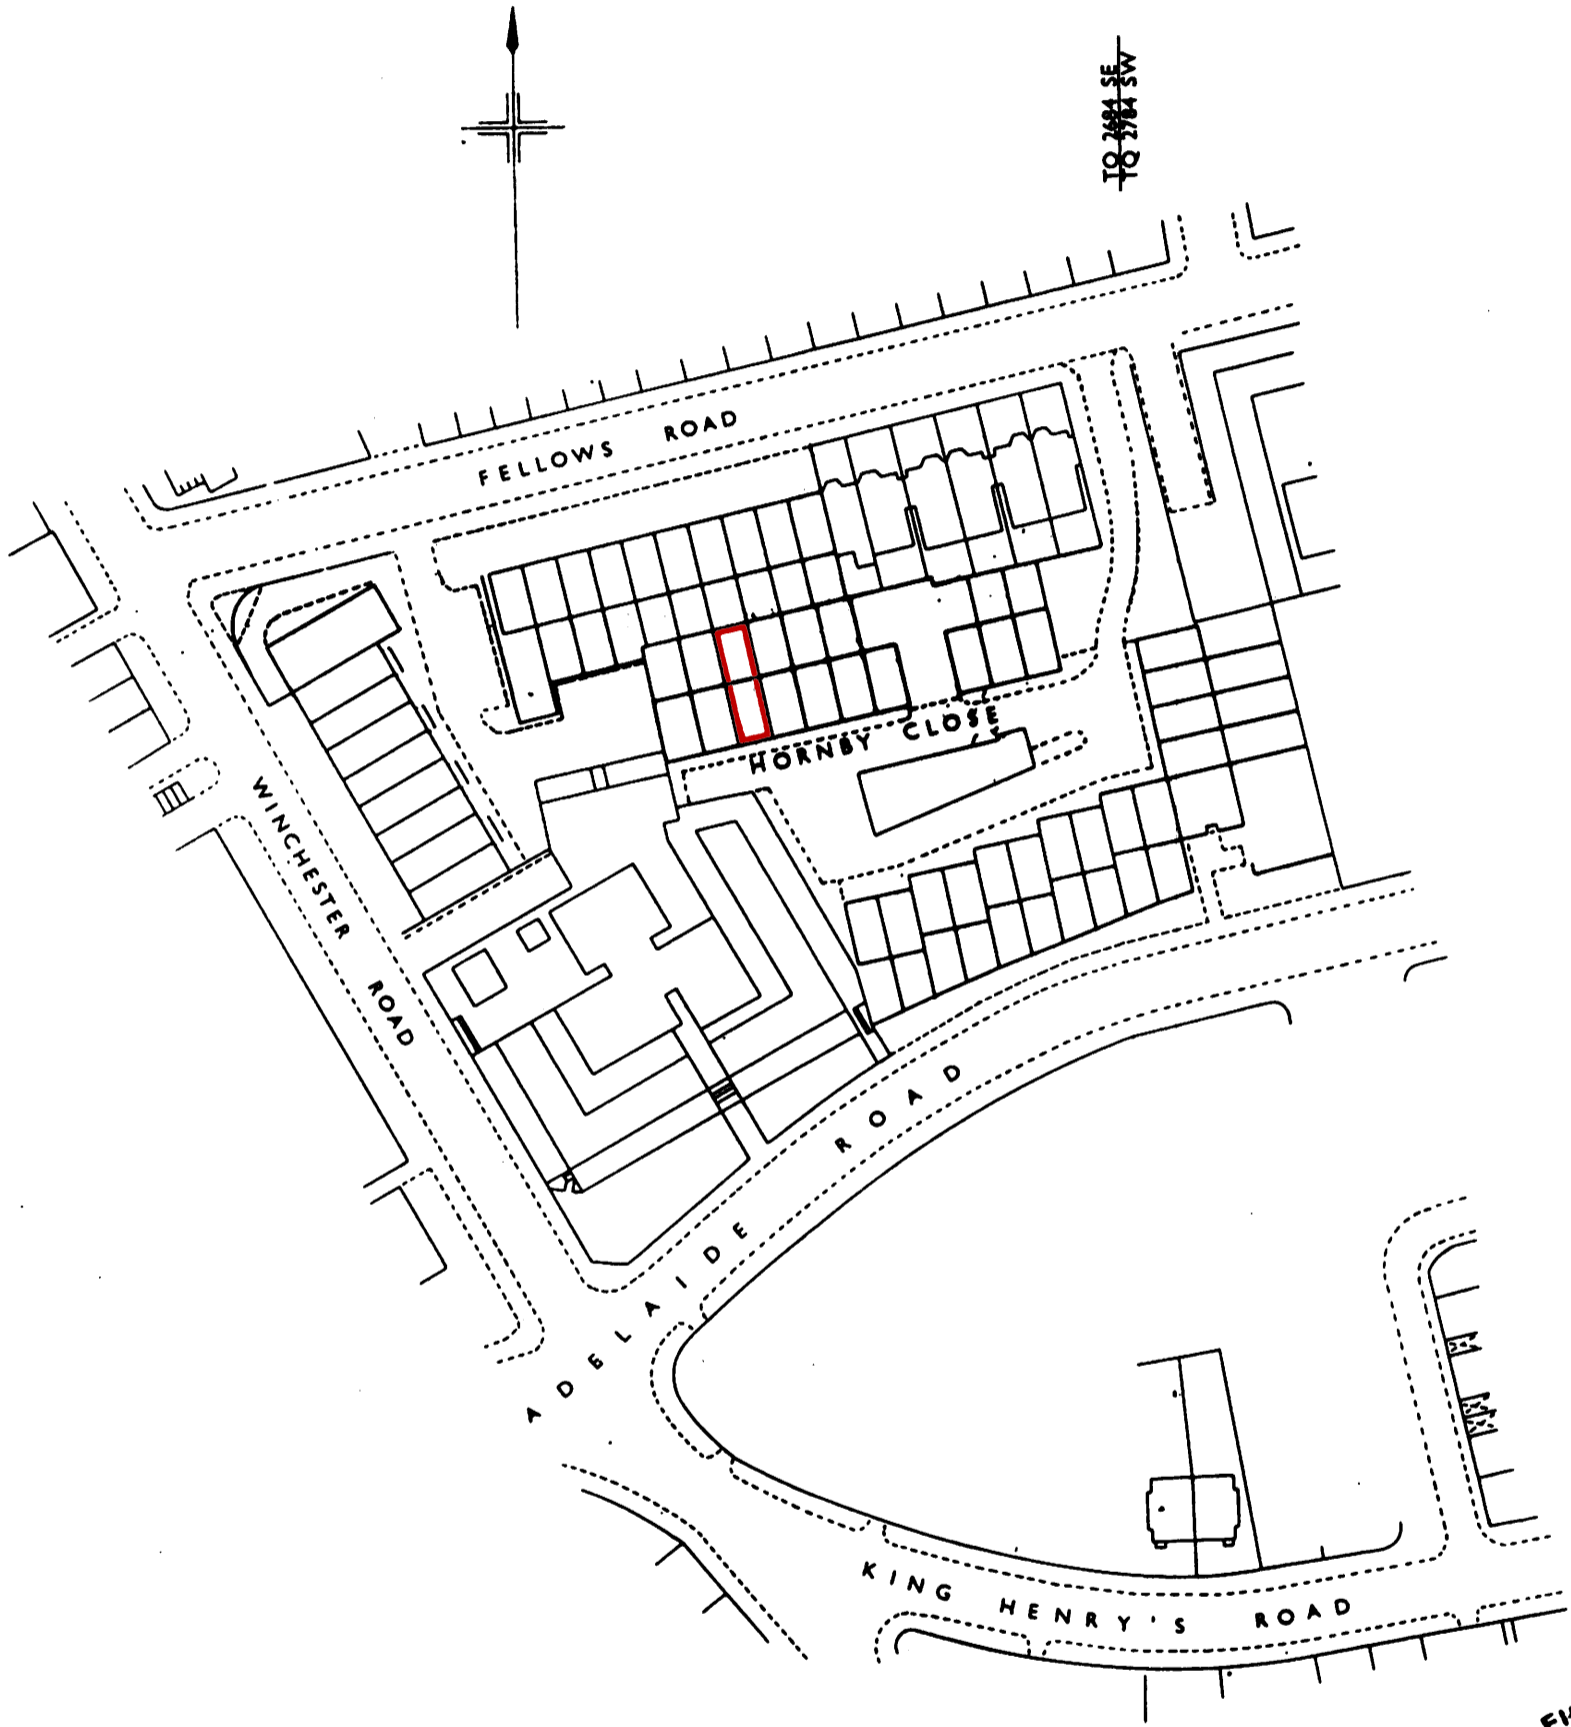 TQ 2684 SE
TQ 2784 SW
FELLOWS ROAD
HORNBY CLOSE
WINCHESTER ROAD
ADELAIDE ROAD
KING HENRY'S ROAD